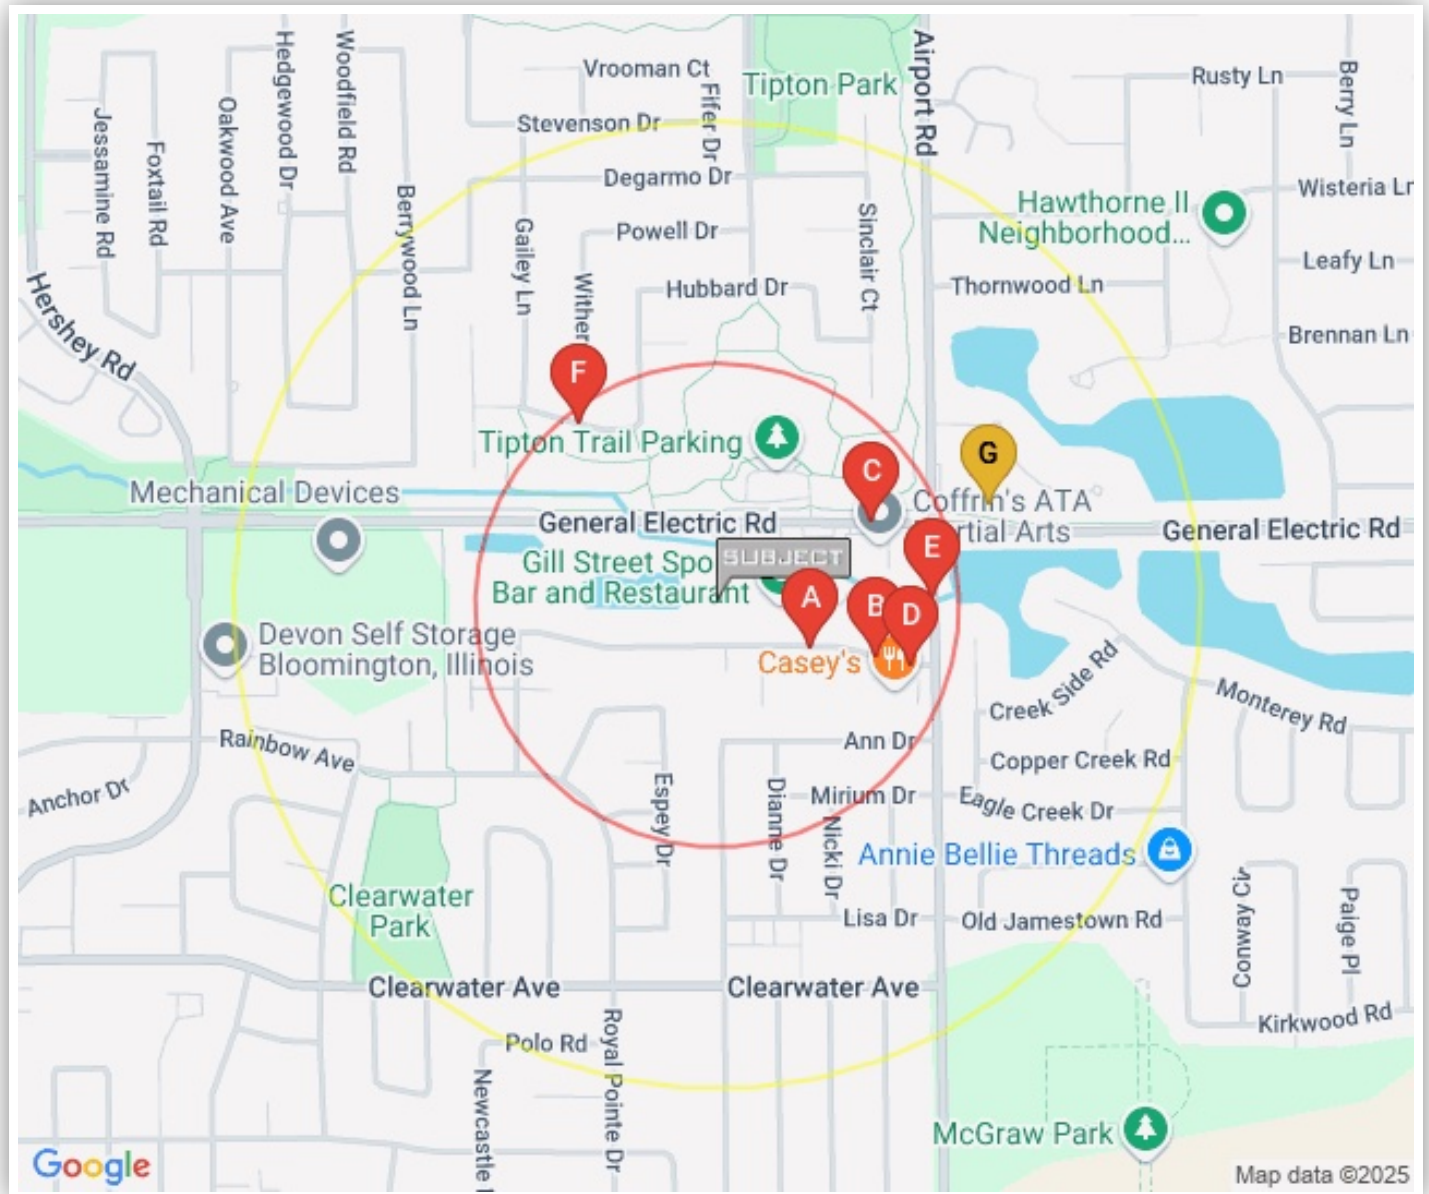 Vrooman Ct
Tipton Park
Airport Rd
Rusty Ln
Berry Ln
Hedgewood Dr
Woodfield Rd
Fifer Dr
Stevenson Dr
Jessamine Rd
Foxtail Rd
Oakwood Ave
Berrywood Ln
Degarmo Dr
Wisteria Ln
Hawthorne II
Neighborhood...
Gailey Ln
Powell Dr
Sinclair Ct
Leafy Ln
Hershey Rd
Wither
Hubbard Dr
Thornwood Ln
Brennan Ln
F
Tipton Trail Parking
C
G
Mechanical Devices
Coffrin's ATA
General Electric Rd
General Electric Rd
E
SUBJECT
Gill Street Spo
Bar and Restaurant
A
B
D
Devon Self Storage
Bloomington, Illinois
Casey's
Creek Side Rd
Monterey Rd
Rainbow Ave
Ann Dr
Copper Creek Rd
Anchor Dr
Espey Dr
Dianne Dr
Mirium Dr
Nicki Dr
Eagle Creek Dr
Annie Bellie Threads
Clearwater
Park
Lisa Dr
Old Jamestown Rd
Conway Cir
Paige Pl
Clearwater Ave
Clearwater Ave
Kirkwood Rd
Polo Rd
Royal Pointe Dr
Newcastle
McGraw Park
Google
Map data ©2025